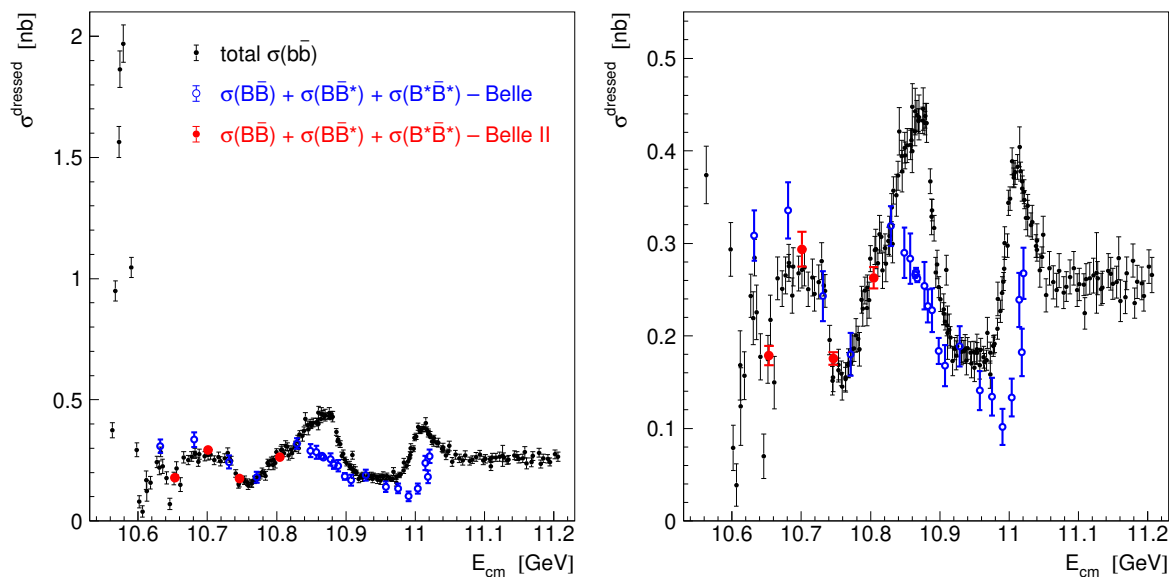 σ^dressed [nb]
2
1.5
1
0.5
0
total σ(bb̄)
σ(BB̄) + σ(BB̄*) + σ(B*B̄*) – Belle
σ(BB̄) + σ(BB̄*) + σ(B*B̄*) – Belle II
10.6 10.7 10.8 10.9 11 11.1 11.2
E_cm [GeV]
σ^dressed [nb]
0.5
0.4
0.3
0.2
0.1
0
10.6 10.7 10.8 10.9 11 11.1 11.2
E_cm [GeV]